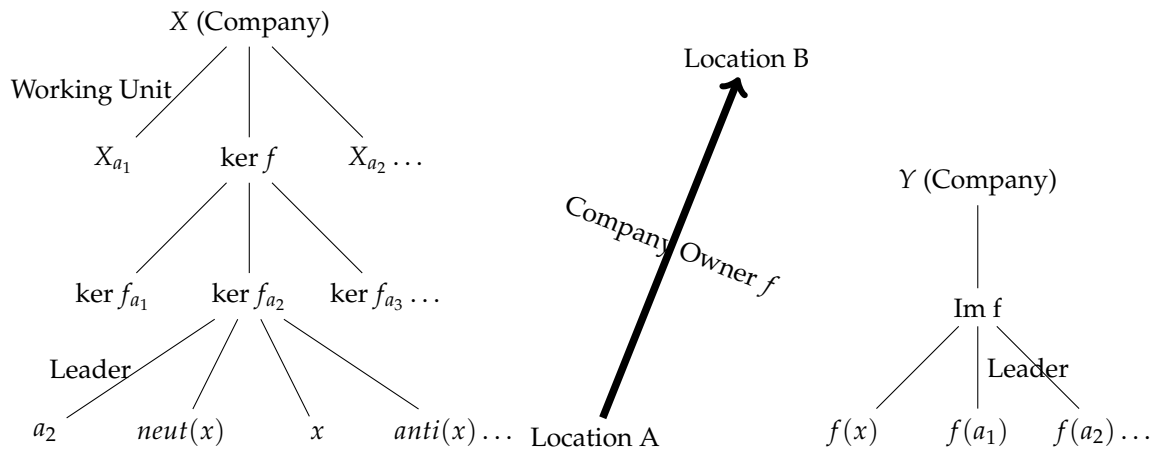 X (Company)
Location B
Working Unit
X_{a_1} ker f X_{a_2} …
Y (Company)
Company Owner f
ker f_{a_1} ker f_{a_2} ker f_{a_3} …
Im f
Leader
Leader
a_2 neut(x) x anti(x) …
Location A
f(x) f(a_1) f(a_2) …